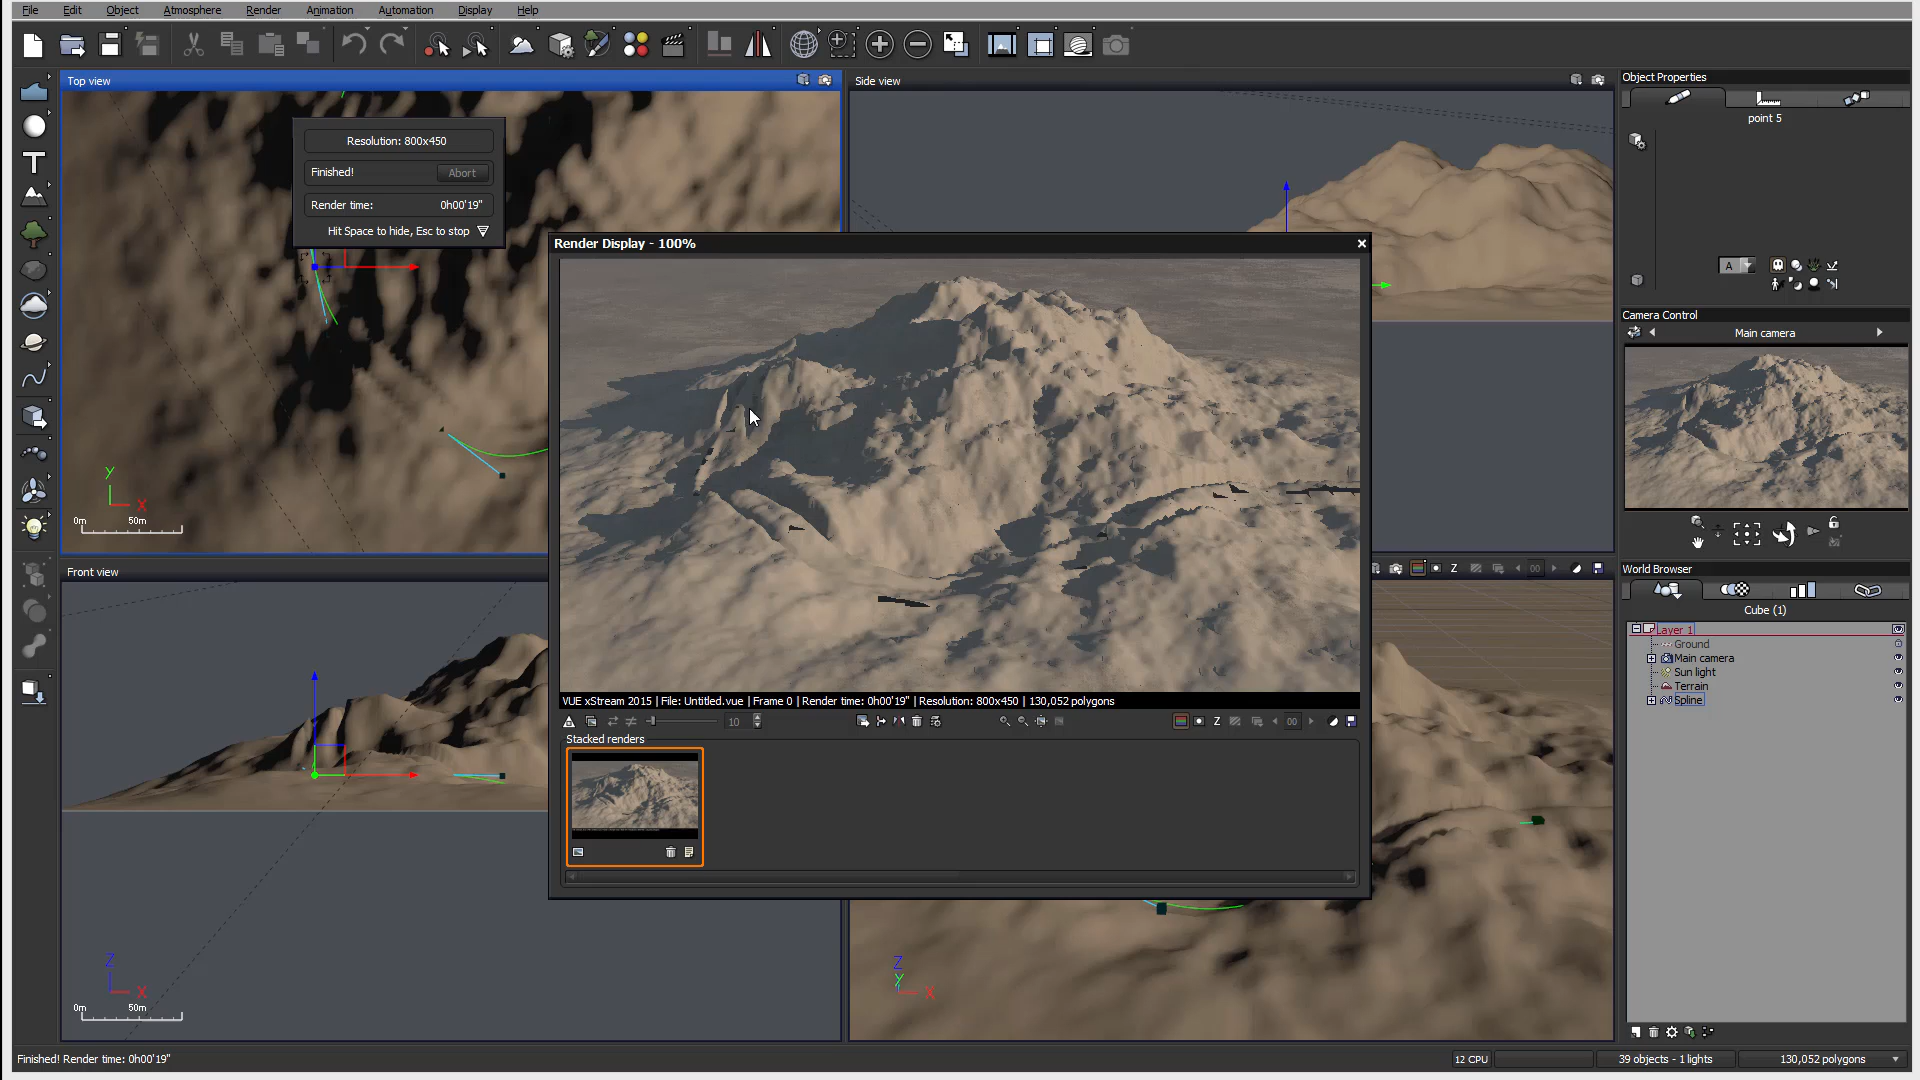 File Edit Object Atmosphere Render Animation Automation Display Help
Top view
Side view
Object Properties
point 5
Resolution: 800x450
Finished! Abort
Render time: 0h00'19"
Hit Space to hide, Esc to stop
Render Display - 100%
A
Camera Control
Main camera
Y
X
0m 50m
Front view
Z 00
World Browser
Cube (1)
Layer 1
Ground
Main camera
Sun light
Terrain
Spline
VUE xStream 2015 | File: Untitled.vue | Frame 0 | Render time: 0h00'19" | Resolution: 800x450 | 130,052 polygons
10 Z 00
Stacked renders
Z
X
0m 50m
Z
Y
X
Finished! Render time: 0h00'19"
12 CPU
39 objects - 1 lights
130,052 polygons